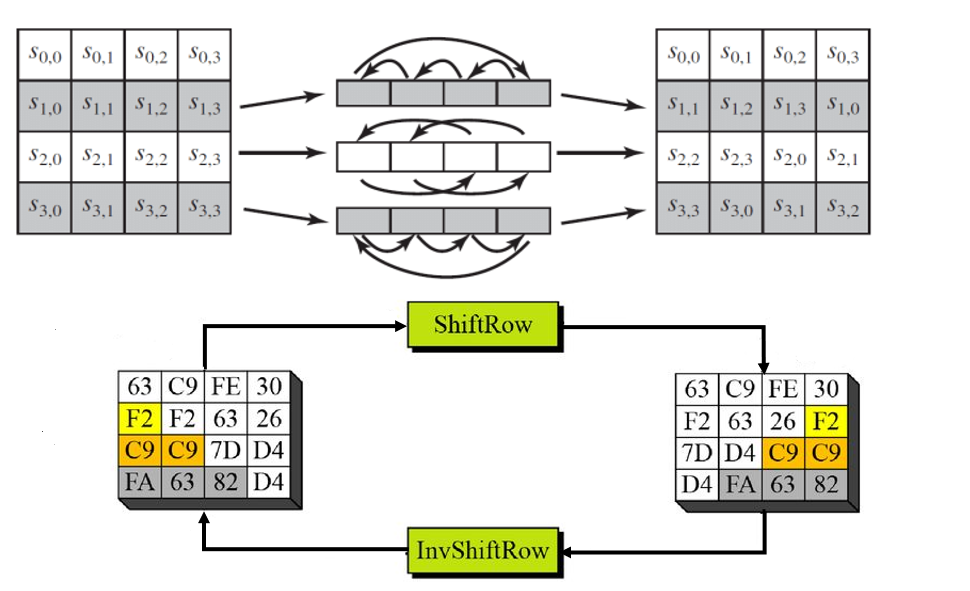 s0,0 s0,1 s0,2 s0,3
s1,0 s1,1 s1,2 s1,3
s2,0 s2,1 s2,2 s2,3
s3,0 s3,1 s3,2 s3,3
s0,0 s0,1 s0,2 s0,3
s1,1 s1,2 s1,3 s1,0
s2,2 s2,3 s2,0 s2,1
s3,3 s3,0 s3,1 s3,2
ShiftRow
63 C9 FE 30
F2 F2 63 26
C9 C9 7D D4
FA 63 82 D4
63 C9 FE 30
F2 63 26 F2
7D D4 C9 C9
D4 FA 63 82
InvShiftRow